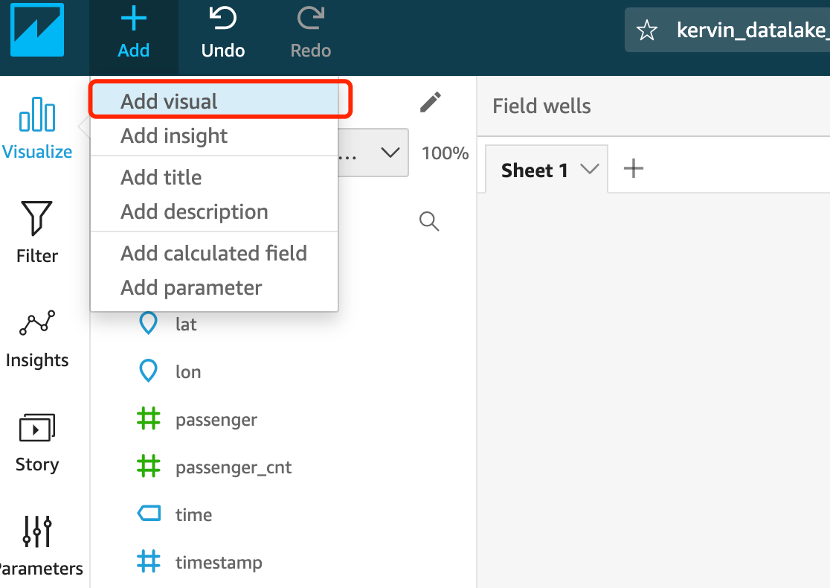 Add
Undo
Redo
kervin_datalake_
Add visual
Add insight
Add title
Add description
Add calculated field
Add parameter
Visualize
Filter
Insights
Story
arameters
...
100%
lat
lon
passenger
passenger_cnt
time
timestamp
Field wells
Sheet 1